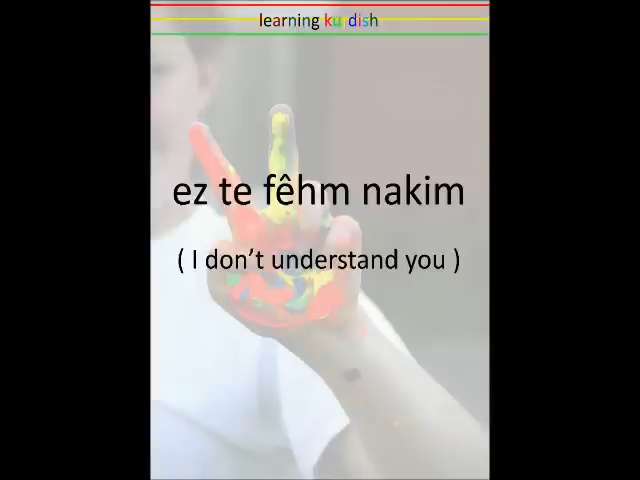 learning kurdish
ez te fêhm nakim
( I don’t understand you )